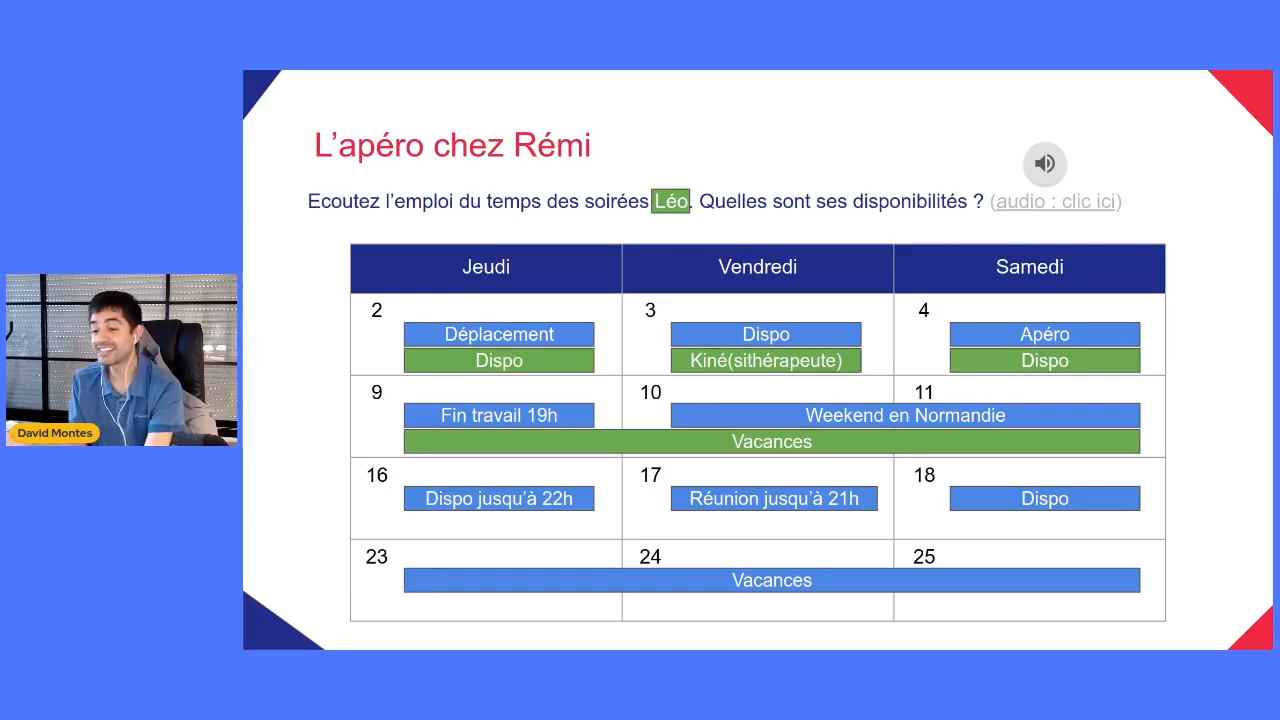 L'apéro chez Rémi
Ecoutez l'emploi du temps des soirées Léo. Quelles sont ses disponibilités ? (audio : clic ici)
Jeudi Vendredi Samedi
2 3 4
Déplacement Dispo Apéro
Dispo Kiné(sithérapeute) Dispo
9 10 11
Fin travail 19h Weekend en Normandie
Vacances
16 17 18
Dispo jusqu'à 22h Réunion jusqu'à 21h Dispo
23 24 25
Vacances
David Montes